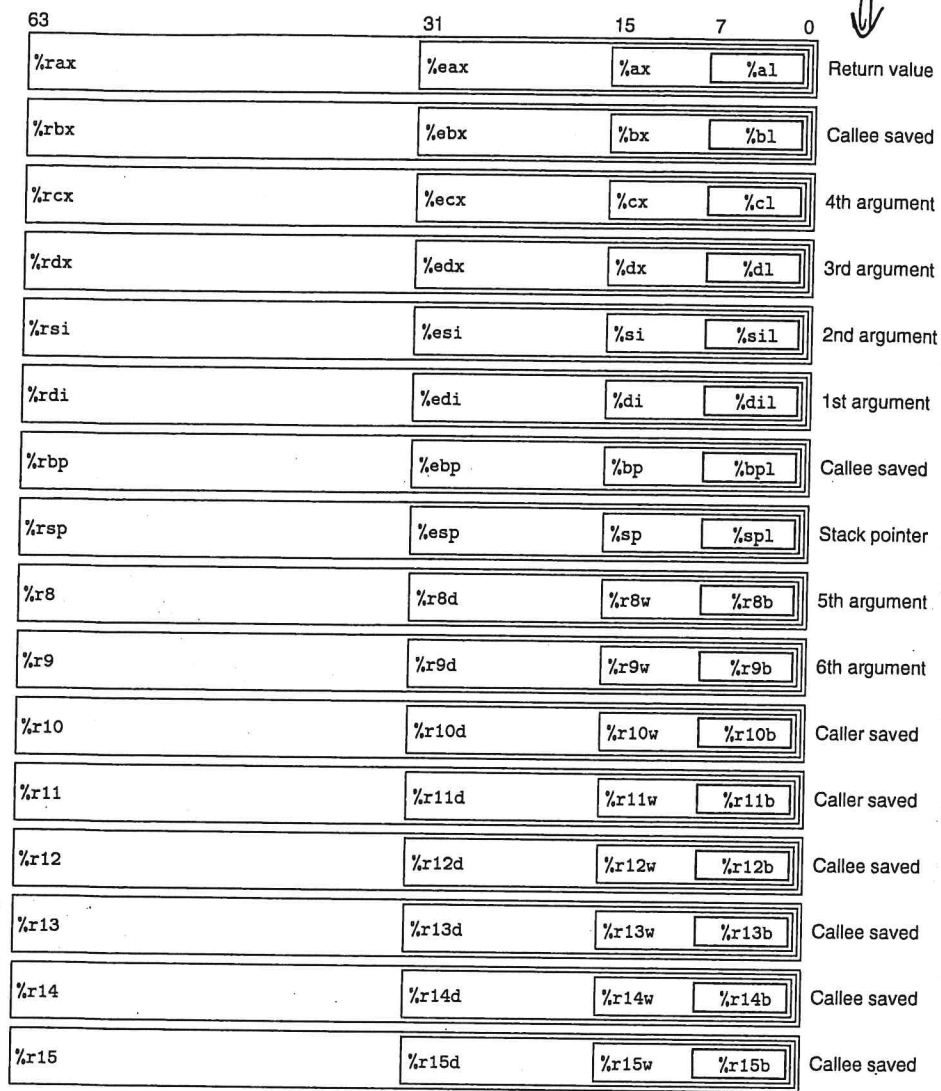 63 31 15 7 0
%rax %eax %ax %al Return value
%rbx %ebx %bx %bl Callee saved
%rcx %ecx %cx %cl 4th argument
%rdx %edx %dx %dl 3rd argument
%rsi %esi %si %sil 2nd argument
%rdi %edi %di %dil 1st argument
%rbp %ebp %bp %bpl Callee saved
%rsp %esp %sp %spl Stack pointer
%r8 %r8d %r8w %r8b 5th argument
%r9 %r9d %r9w %r9b 6th argument
%r10 %r10d %r10w %r10b Caller saved
%r11 %r11d %r11w %r11b Caller saved
%r12 %r12d %r12w %r12b Callee saved
%r13 %r13d %r13w %r13b Callee saved
%r14 %r14d %r14w %r14b Callee saved
%r15 %r15d %r15w %r15b Callee saved